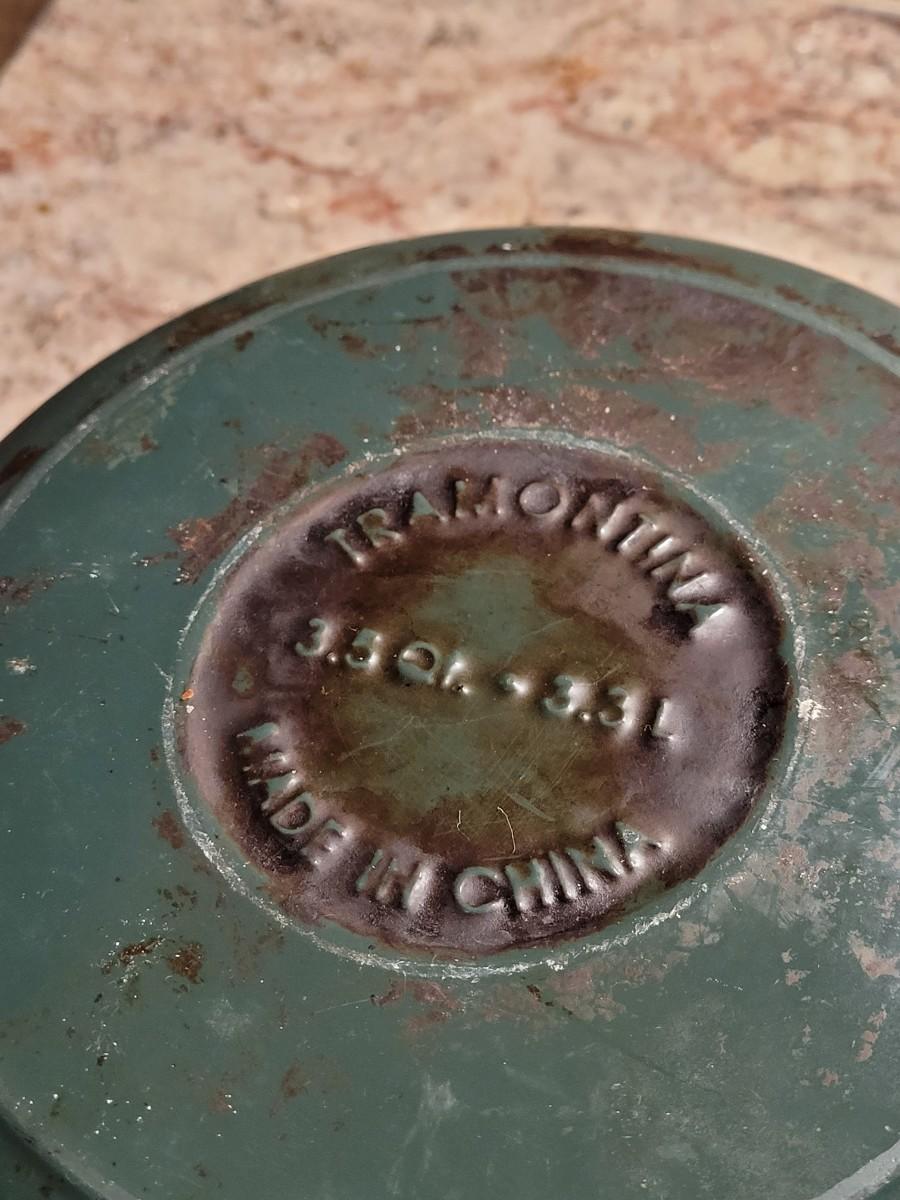 TRAMONTINA
3.5 Qt. • 3.3 L
MADE IN CHINA